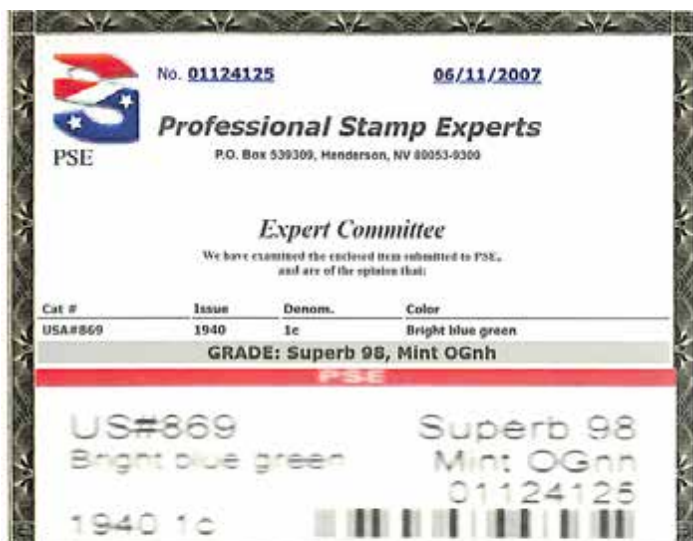 No. 01124125 06/11/2007
PSE
Professional Stamp Experts
P.O. Box 539309, Henderson, NV 89053-9309
Expert Committee
We have examined the enclosed item submitted to PSE,
and are of the opinion that:
Cat # Issue Denom. Color
USA#869 1940 1c Bright blue green
GRADE: Superb 98, Mint OGnh
PSE
US#869 Superb 98
Bright blue green Mint OGnh
01124125
1940 1c